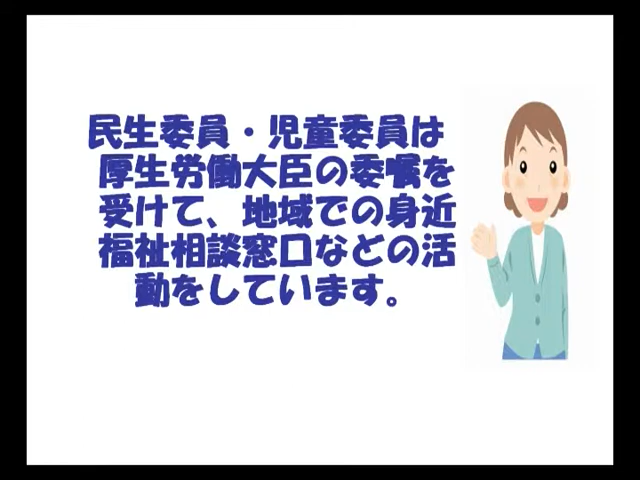 民生委員・児童委員は
厚生労働大臣の委嘱を
受けて、地域での身近
福祉相談窓口などの活
動をしています。